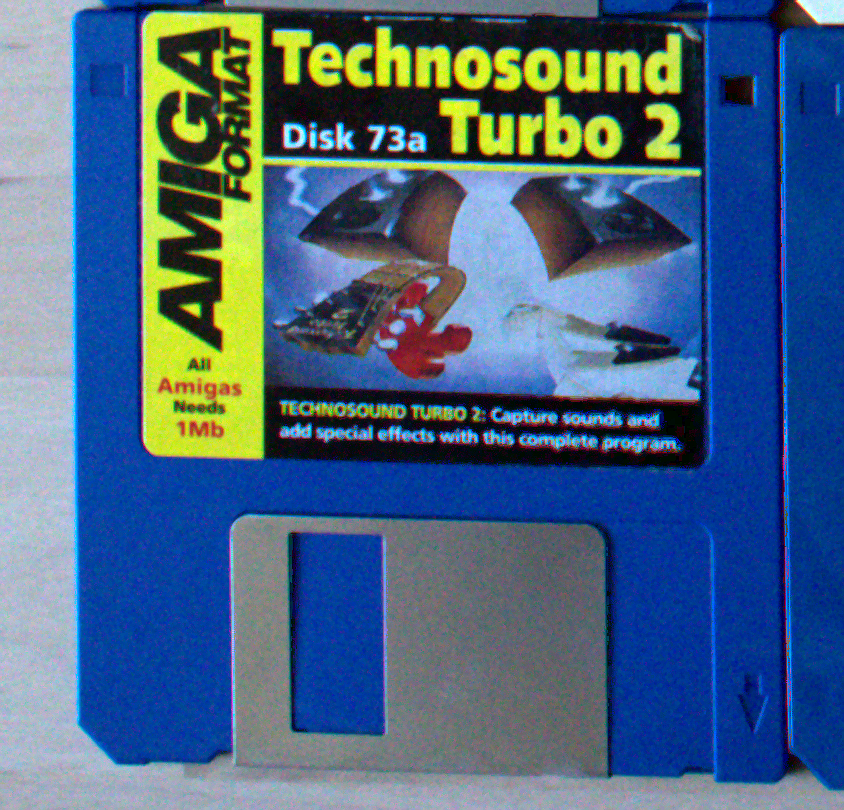 AMIGA
FORMAT
Technosound
Turbo 2
Disk 73a
All
Amigas
Needs
1Mb
TECHNOSOUND TURBO 2: Capture sounds and
add special effects with this complete program.